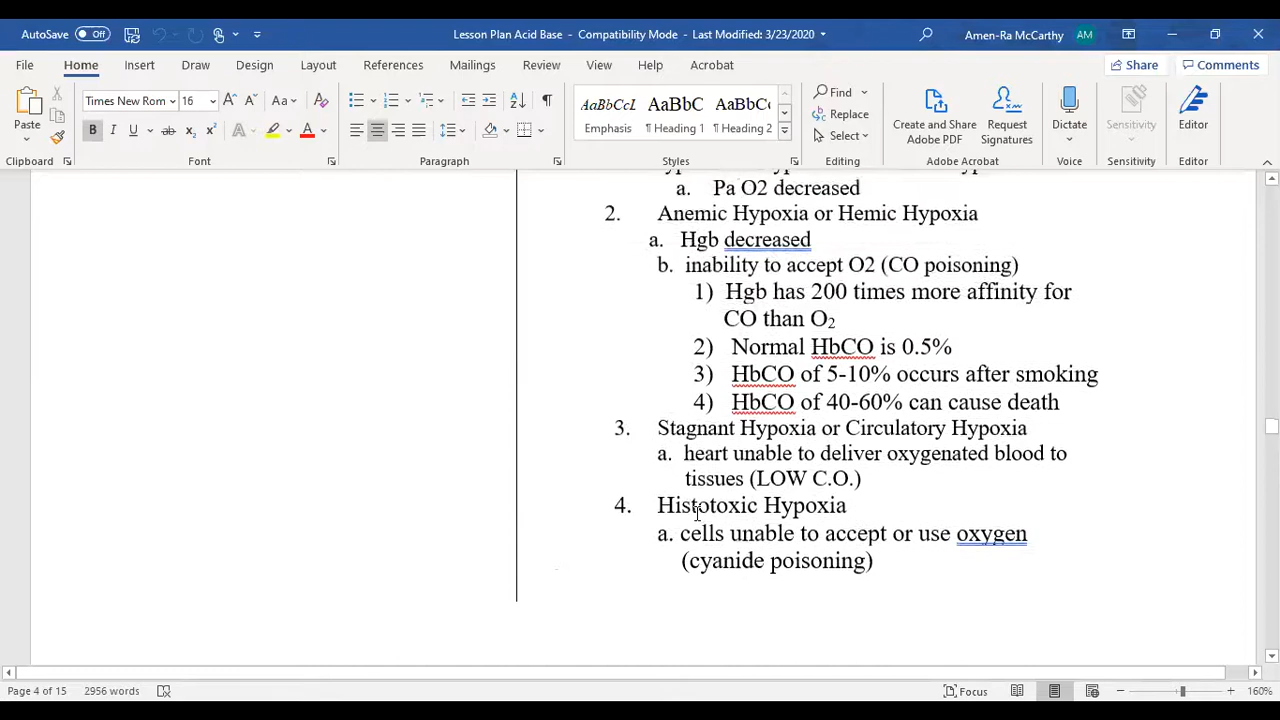 AutoSave Off Lesson Plan Acid Base - Compatibility Mode - Last Modified: 3/23/2020 Amen-Ra McCarthy AM
File Home Insert Draw Design Layout References Mailings Review View Help Acrobat Share Comments
Times New Rom 16 Aa AaBbCcL AaBbC AaBbC Find
Paste Emphasis ¶ Heading 1 ¶ Heading 2 Replace Create and Share Request Dictate Sensitivity Editor
B I U ab x₂ x² A A Select Adobe PDF Signatures
Clipboard Font Paragraph Styles Editing Adobe Acrobat Voice Sensitivity Editor
a. Pa O2 decreased
2. Anemic Hypoxia or Hemic Hypoxia
a. Hgb decreased
b. inability to accept O2 (CO poisoning)
1) Hgb has 200 times more affinity for
CO than O₂
2) Normal HbCO is 0.5%
3) HbCO of 5-10% occurs after smoking
4) HbCO of 40-60% can cause death
3. Stagnant Hypoxia or Circulatory Hypoxia
a. heart unable to deliver oxygenated blood to
tissues (LOW C.O.)
4. Histotoxic Hypoxia
a. cells unable to accept or use oxygen
(cyanide poisoning)
Page 4 of 15 2956 words Focus 160%